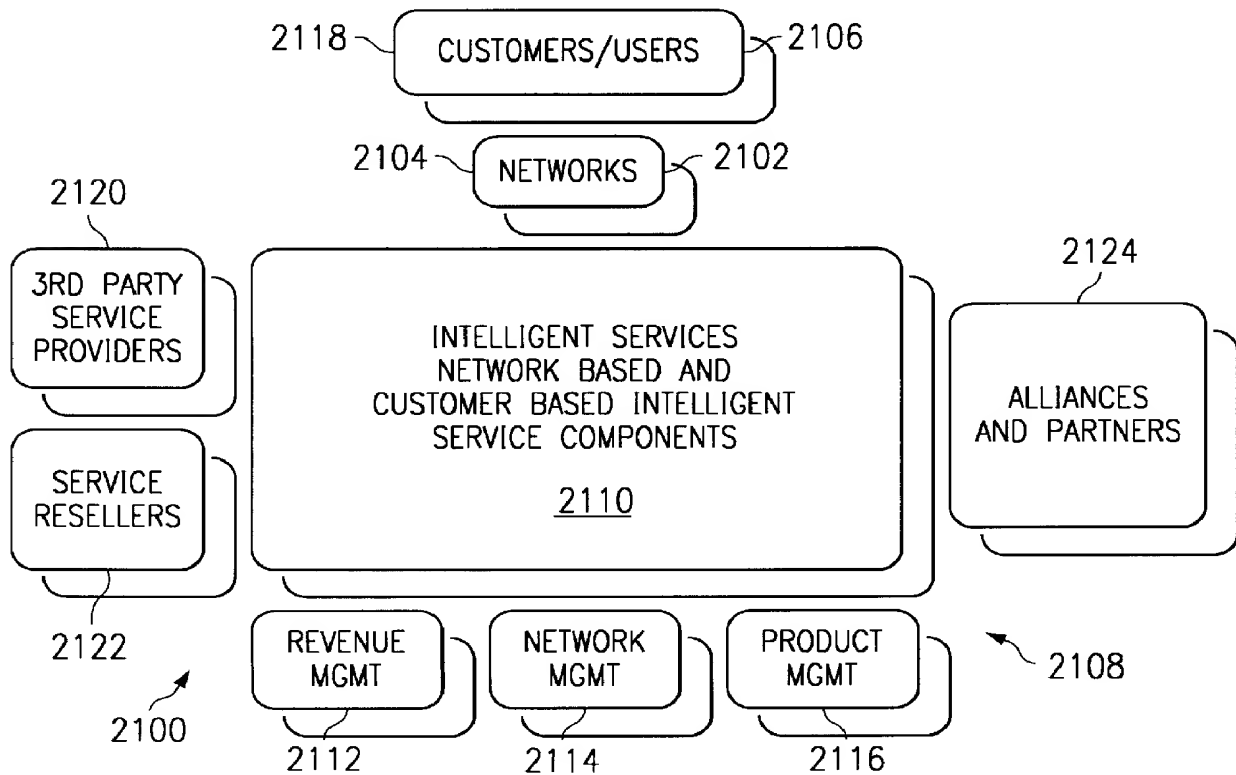 2118
CUSTOMERS/USERS
2106
2104
NETWORKS
2102
2120
3RD PARTY
SERVICE
PROVIDERS
INTELLIGENT SERVICES
NETWORK BASED AND
CUSTOMER BASED INTELLIGENT
SERVICE COMPONENTS
2110
2124
ALLIANCES
AND PARTNERS
SERVICE
RESELLERS
2122
2100
REVENUE
MGMT
2112
NETWORK
MGMT
2114
PRODUCT
MGMT
2116
2108